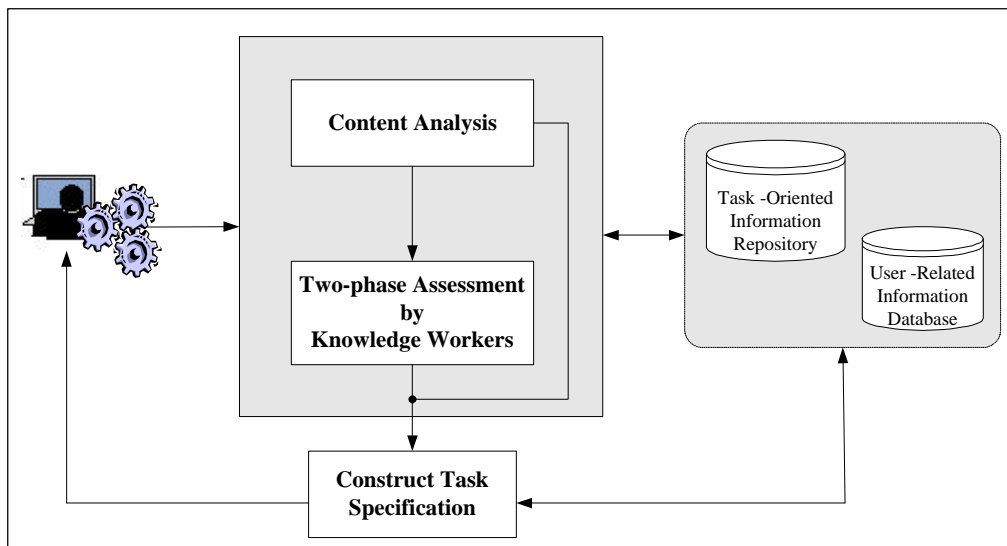 Content Analysis
Two-phase Assessment
by
Knowledge Workers
Construct Task
Specification
Task -Oriented
Information
Repository
User -Related
Information
Database